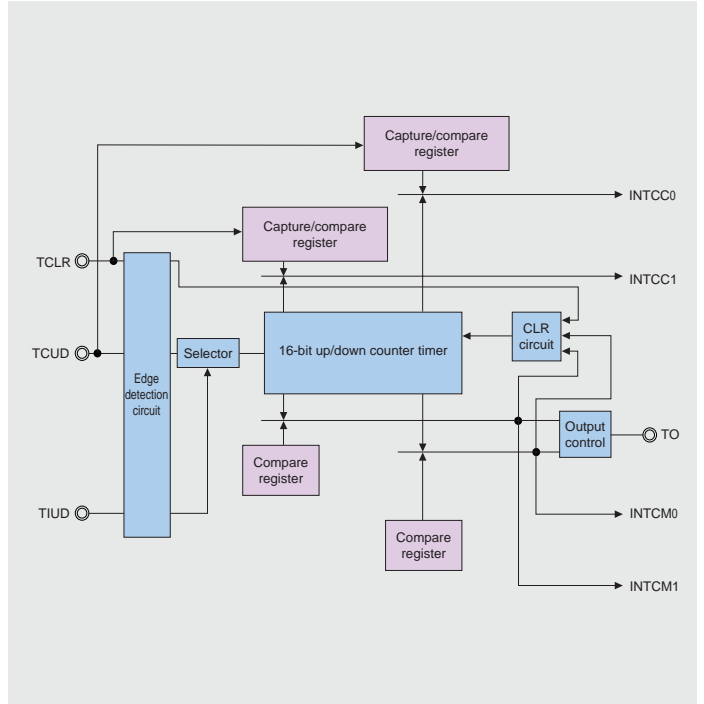 Capture/compare
register
INTCC0
Capture/compare
register
TCLR
INTCC1
CLR
circuit
TCUD
Selector
16-bit up/down counter timer
Edge
detection
circuit
Output
control
TO
Compare
register
TIUD
INTCM0
Compare
register
INTCM1